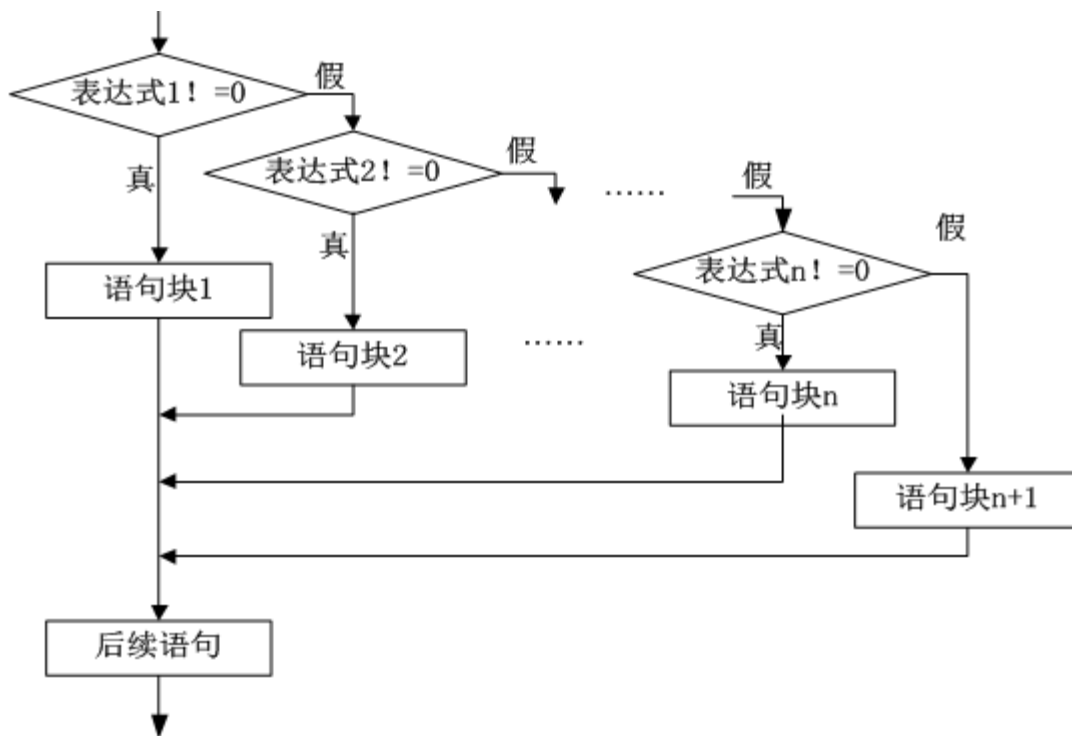 表达式1！=0
假
真
表达式2！=0
假
真
……
假
表达式n！=0
假
真
语句块1
语句块2
……
语句块n
语句块n+1
后续语句